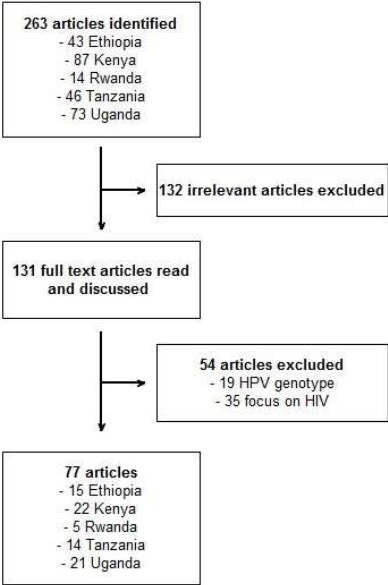 263 articles identified
- 43 Ethiopia
- 87 Kenya
- 14 Rwanda
- 46 Tanzania
- 73 Uganda
132 irrelevant articles excluded
131 full text articles read
and discussed
54 articles excluded
- 19 HPV genotype
- 35 focus on HIV
77 articles
- 15 Ethiopia
- 22 Kenya
- 5 Rwanda
- 14 Tanzania
- 21 Uganda